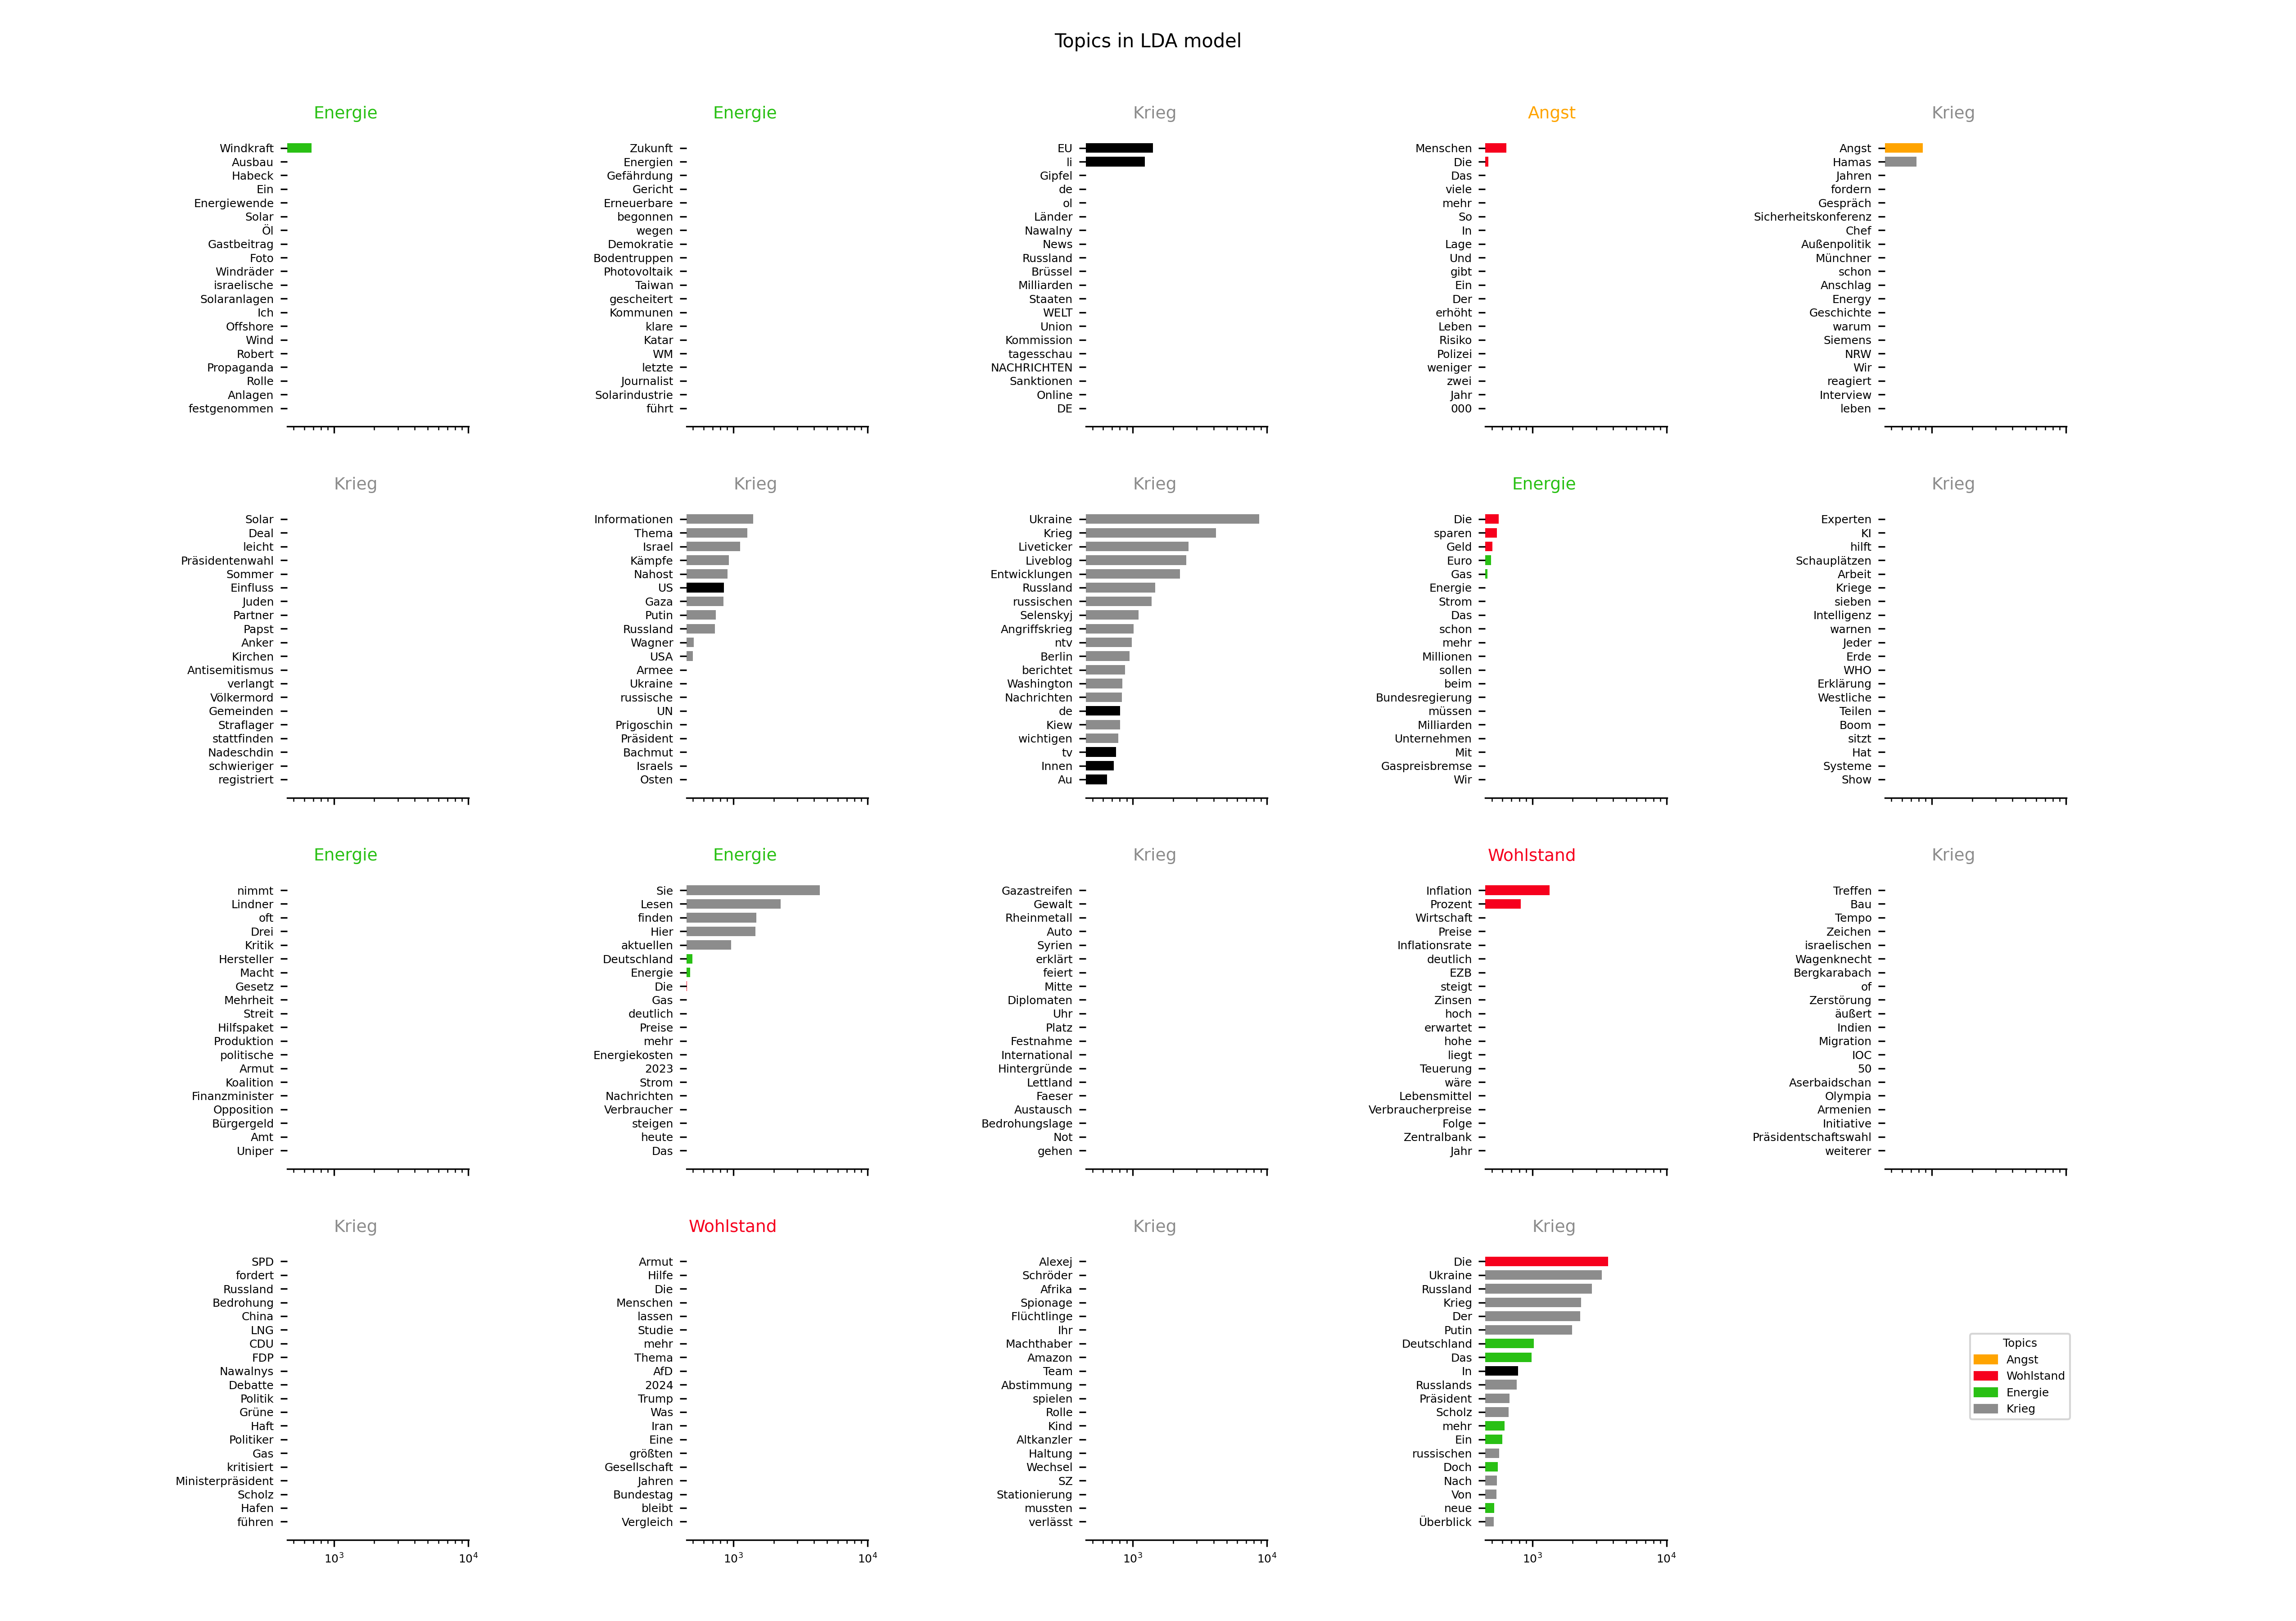 Topics in LDA model
Energie
Windkraft
Ausbau
Habeck
Ein
Energiewende
Solar
Öl
Gastbeitrag
Foto
Windräder
israelische
Solaranlagen
Ich
Offshore
Wind
Robert
Propaganda
Rolle
Anlagen
festgenommen
Energie
Zukunft
Energien
Gefährdung
Gericht
Erneuerbare
begonnen
wegen
Demokratie
Bodentruppen
Photovoltaik
Taiwan
gescheitert
Kommunen
klare
Katar
WM
letzte
Journalist
Solarindustrie
führt
Krieg
EU
li
Gipfel
de
ol
Länder
Nawalny
News
Russland
Brüssel
Milliarden
Staaten
WELT
Union
Kommission
tagesschau
NACHRICHTEN
Sanktionen
Online
DE
Angst
Menschen
Die
Das
viele
mehr
So
In
Lage
Und
gibt
Ein
Der
erhöht
Leben
Risiko
Polizei
weniger
zwei
Jahr
000
Krieg
Angst
Hamas
Jahren
fordern
Gespräch
Sicherheitskonferenz
Chef
Außenpolitik
Münchner
schon
Anschlag
Energy
Geschichte
warum
Siemens
NRW
Wir
reagiert
Interview
leben
Krieg
Solar
Deal
leicht
Präsidentenwahl
Sommer
Einfluss
Juden
Partner
Papst
Anker
Kirchen
Antisemitismus
verlangt
Völkermord
Gemeinden
Straflager
stattfinden
Nadeschdin
schwieriger
registriert
Krieg
Informationen
Thema
Israel
Kämpfe
Nahost
US
Gaza
Putin
Russland
Wagner
USA
Armee
Ukraine
russische
UN
Prigoschin
Präsident
Bachmut
Israels
Osten
Krieg
Ukraine
Krieg
Liveticker
Liveblog
Entwicklungen
Russland
russischen
Selenskyj
Angriffskrieg
ntv
Berlin
berichtet
Washington
Nachrichten
de
Kiew
wichtigen
tv
Innen
Au
Energie
Die
sparen
Geld
Euro
Gas
Energie
Strom
Das
schon
mehr
Millionen
sollen
beim
Bundesregierung
müssen
Milliarden
Unternehmen
Mit
Gaspreisbremse
Wir
Krieg
Experten
KI
hilft
Schauplätzen
Arbeit
Kriege
sieben
Intelligenz
warnen
Jeder
Erde
WHO
Erklärung
Westliche
Teilen
Boom
sitzt
Hat
Systeme
Show
Energie
nimmt
Lindner
oft
Drei
Kritik
Hersteller
Macht
Gesetz
Mehrheit
Streit
Hilfspaket
Produktion
politische
Armut
Koalition
Finanzminister
Opposition
Bürgergeld
Amt
Uniper
Energie
Sie
Lesen
finden
Hier
aktuellen
Deutschland
Energie
Die
Gas
deutlich
Preise
mehr
Energiekosten
2023
Strom
Nachrichten
Verbraucher
steigen
heute
Das
Krieg
Gazastreifen
Gewalt
Rheinmetall
Auto
Syrien
erklärt
feiert
Mitte
Diplomaten
Uhr
Platz
Festnahme
International
Hintergründe
Lettland
Faeser
Austausch
Bedrohungslage
Not
gehen
Wohlstand
Inflation
Prozent
Wirtschaft
Preise
Inflationsrate
deutlich
EZB
steigt
Zinsen
hoch
erwartet
hohe
liegt
Teuerung
wäre
Lebensmittel
Verbraucherpreise
Folge
Zentralbank
Jahr
Krieg
Treffen
Bau
Tempo
Zeichen
israelischen
Wagenknecht
Bergkarabach
of
Zerstörung
äußert
Indien
Migration
IOC
50
Aserbaidschan
Olympia
Armenien
Initiative
Präsidentschaftswahl
weiterer
Krieg
SPD
fordert
Russland
Bedrohung
China
LNG
CDU
FDP
Nawalnys
Debatte
Politik
Grüne
Haft
Politiker
Gas
kritisiert
Ministerpräsident
Scholz
Hafen
führen
10³ 10⁴
Wohlstand
Armut
Hilfe
Die
Menschen
lassen
Studie
mehr
Thema
AfD
2024
Trump
Was
Iran
Eine
größten
Gesellschaft
Jahren
Bundestag
bleibt
Vergleich
10³ 10⁴
Krieg
Alexej
Schröder
Afrika
Spionage
Flüchtlinge
Ihr
Machthaber
Amazon
Team
Abstimmung
spielen
Rolle
Kind
Altkanzler
Haltung
Wechsel
SZ
Stationierung
mussten
verlässt
10³ 10⁴
Krieg
Die
Ukraine
Russland
Krieg
Der
Putin
Deutschland
Das
In
Russlands
Präsident
Scholz
mehr
Ein
russischen
Doch
Nach
Von
neue
Überblick
10³ 10⁴
Topics
Angst
Wohlstand
Energie
Krieg